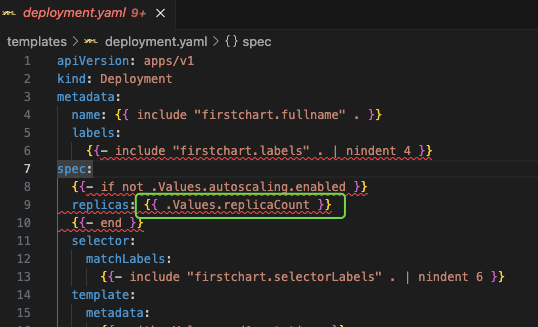 deployment.yaml 9+ ×
templates > deployment.yaml > {} spec
1 apiVersion: apps/v1
2 kind: Deployment
3 metadata:
4 name: {{ include "firstchart.fullname" . }}
5 labels:
6 {{- include "firstchart.labels" . | nindent 4 }}
7 spec:
8 {{- if not .Values.autoscaling.enabled }}
9 replicas: {{ .Values.replicaCount }}
10 {{- end }}
11 selector:
12 matchLabels:
13 {{- include "firstchart.selectorLabels" . | nindent 6 }}
14 template:
15 metadata: